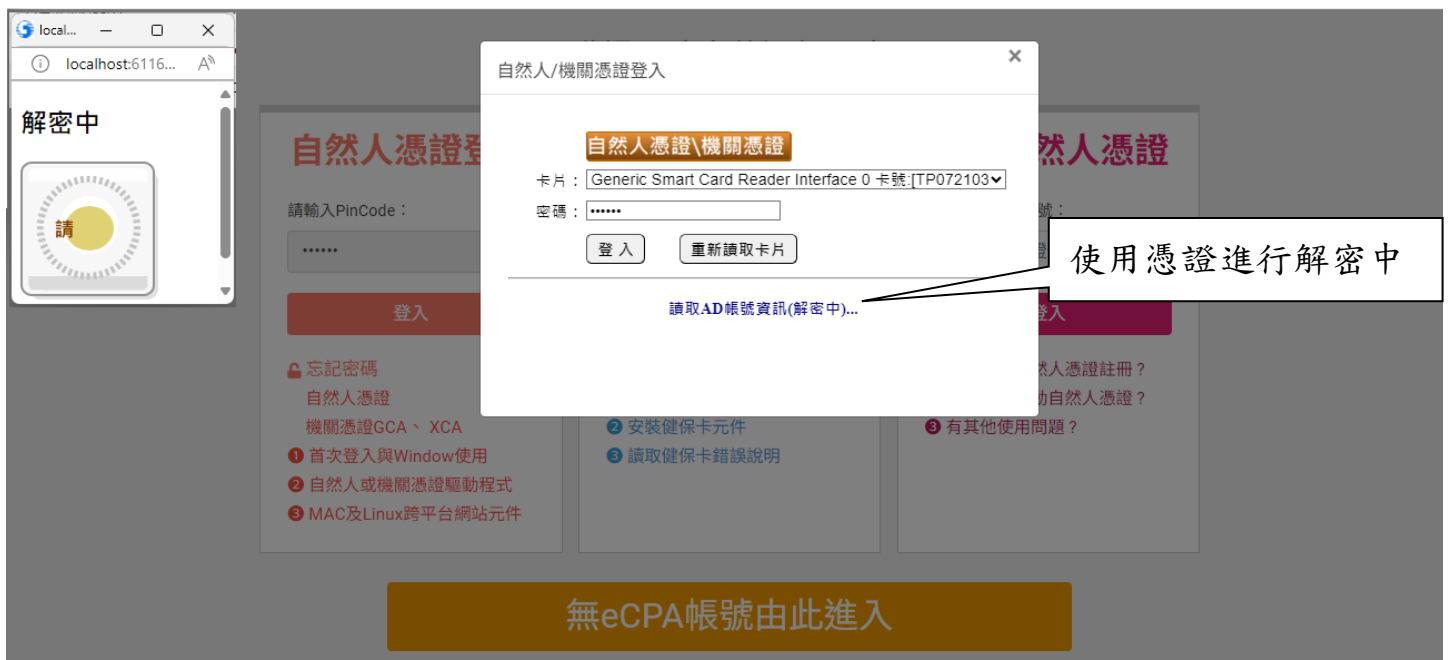 local...
localhost:6116...
解密中
請
自然人/機關憑證登入
×
自然人憑證\機關憑證
卡片：
Generic Smart Card Reader Interface 0 卡號:[TP072103
密碼：
••••••
登入
重新讀取卡片
讀取AD帳號資訊(解密中)...
使用憑證進行解密中
自然人憑證登
請輸入PinCode：
••••••
登入
忘記密碼
自然人憑證
機關憑證GCA、 XCA
❶ 首次登入與Window使用
❷ 自然人或機關憑證驅動程式
❸ MAC及Linux跨平台網站元件
❷ 安裝健保卡元件
❸ 讀取健保卡錯誤說明
然人憑證
號：
登入
然人憑證註冊？
自然人憑證？
❸ 有其他使用問題？
無eCPA帳號由此進入